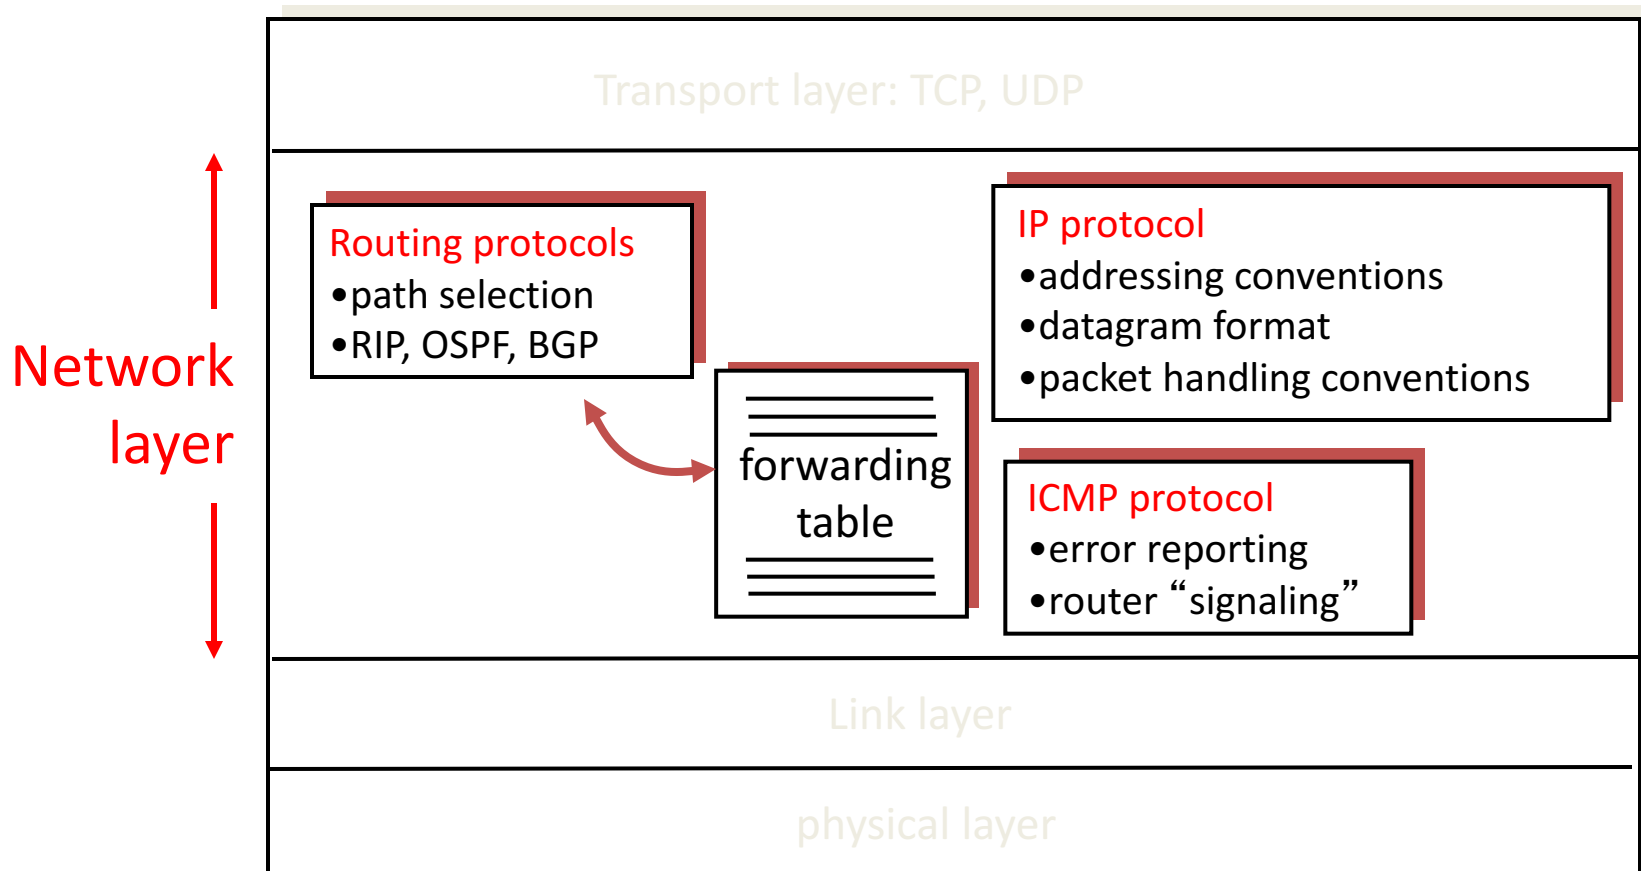 Transport layer: TCP, UDP
Network
layer
Routing protocols
•path selection
•RIP, OSPF, BGP
forwarding
table
IP protocol
•addressing conventions
•datagram format
•packet handling conventions
ICMP protocol
•error reporting
•router “signaling”
Link layer
physical layer